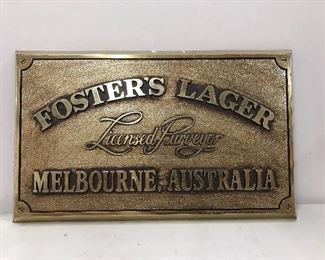 FOSTER'S LAGER
Licensed Purveyor
MELBOURNE, AUSTRALIA